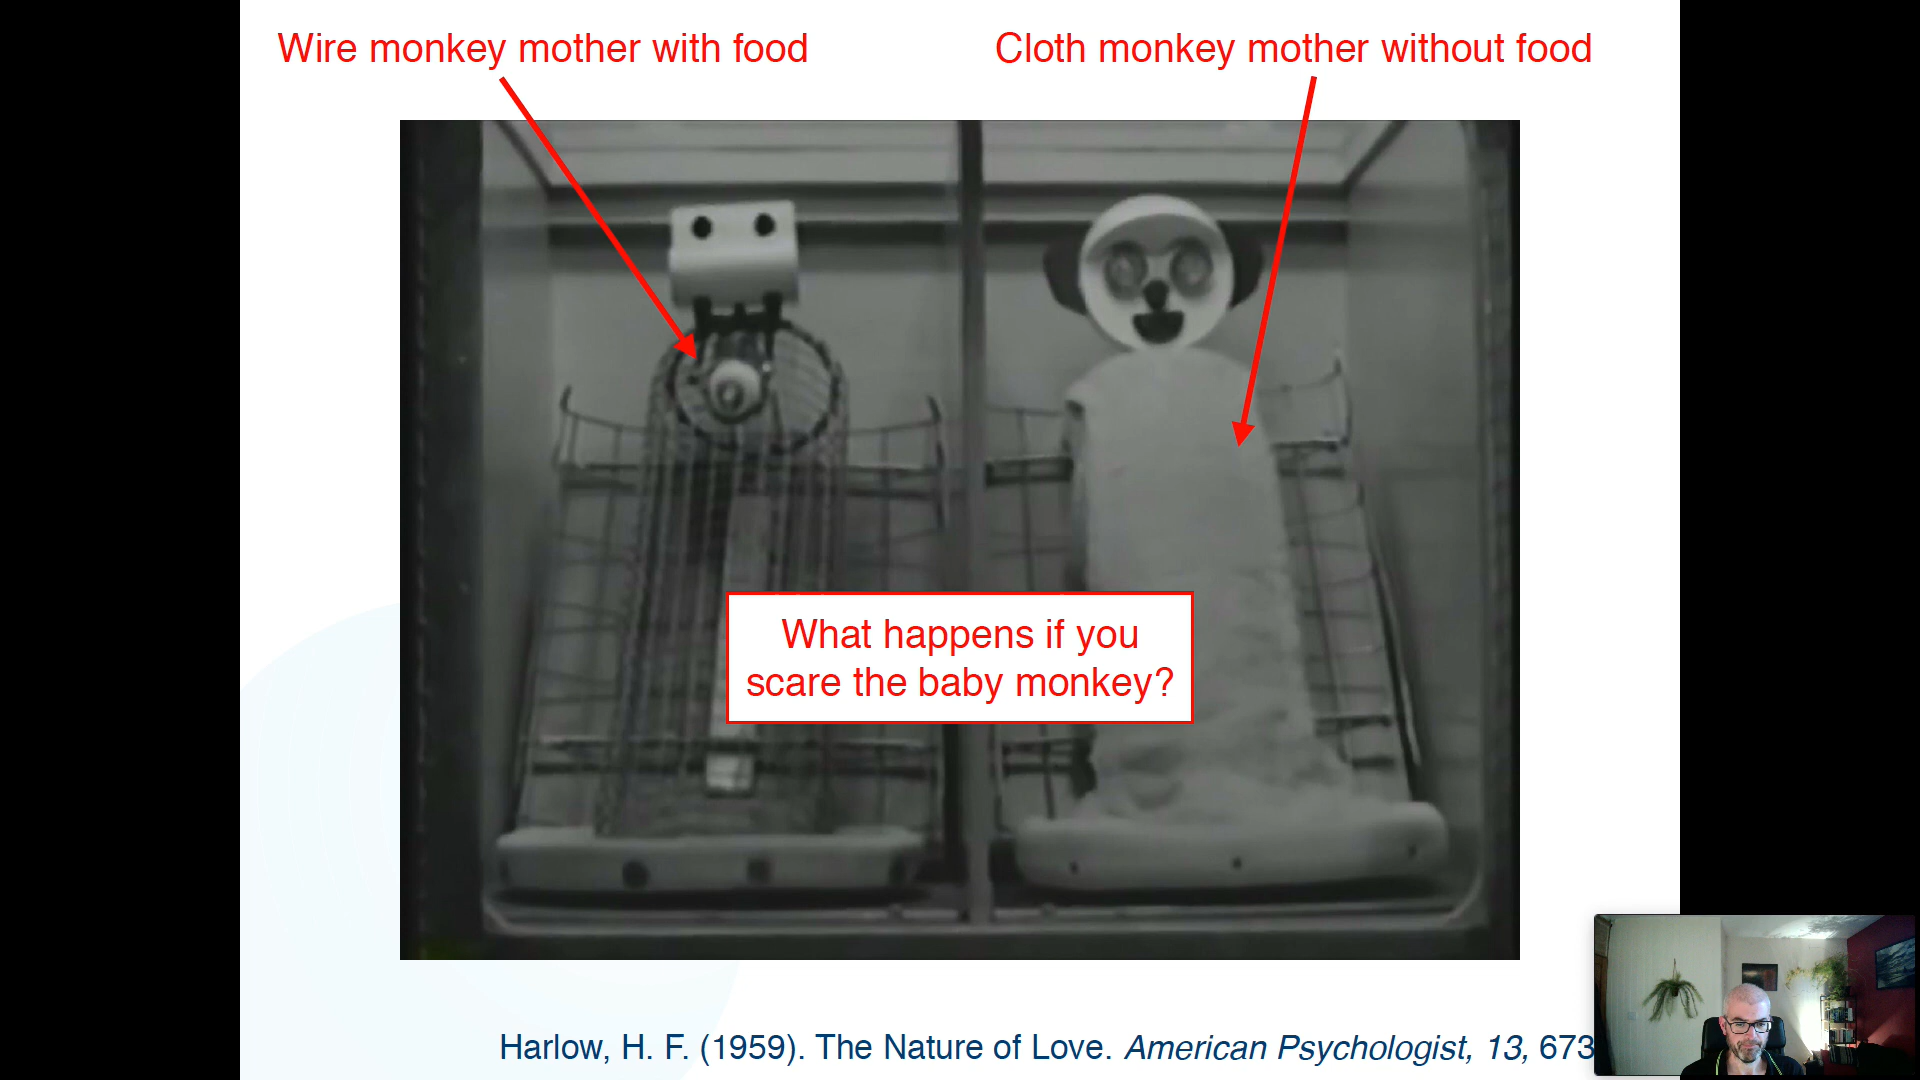 Wire monkey mother with food
Cloth monkey mother without food
What happens if you
scare the baby monkey?
Harlow, H. F. (1959). The Nature of Love. American Psychologist, 13, 673